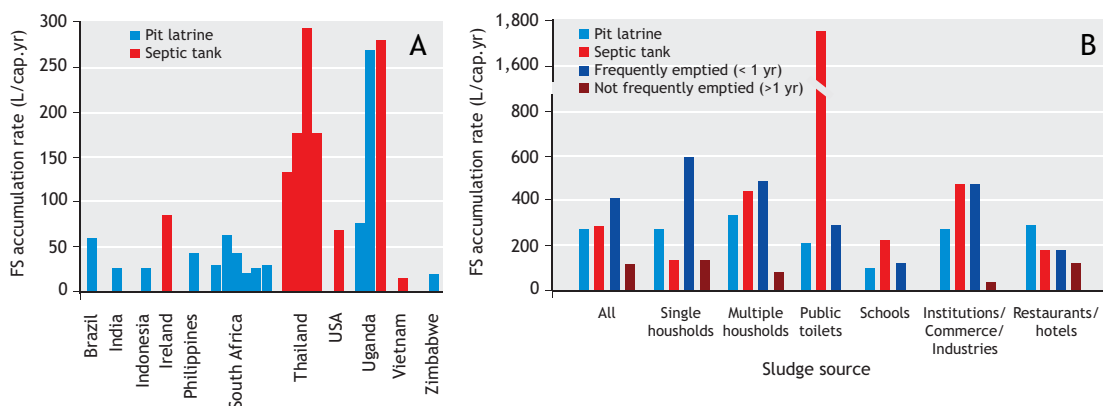 FS accumulation rate (L/cap.yr)
300
250
200
150
100
50
0
Pit latrine
Septic tank
A
Brazil
India
Indonesia
Ireland
Philippines
South Africa
Thailand
USA
Uganda
Vietnam
Zimbabwe
FS accumulation rate (L/cap.yr)
1,800
1,600
800
600
400
200
0
Pit latrine
Septic tank
Frequently emptied (< 1 yr)
Not frequently emptied (>1 yr)
B
All
Single
housholds
Multiple
housholds
Public
toilets
Schools
Institutions/
Commerce/
Industries
Restaurants/
hotels
Sludge source